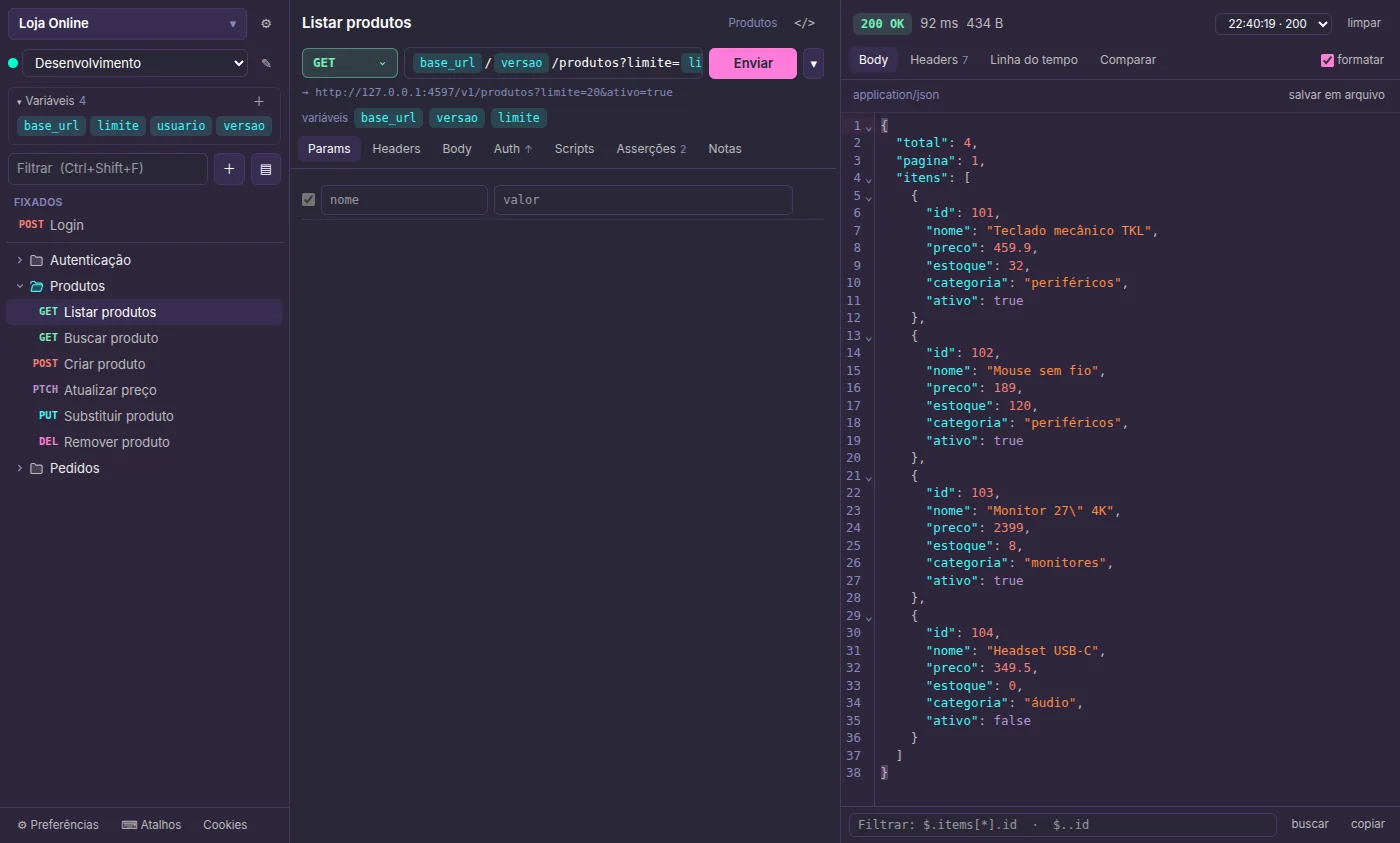 Loja Online ▾ ⚙
Desenvolvimento ✎
▾ Variáveis 4 +
base_url limite usuario versao
Filtrar (Ctrl+Shift+F) + ▤
FIXADOS
POST Login
Autenticação
Produtos
GET Listar produtos
GET Buscar produto
POST Criar produto
PTCH Atualizar preço
PUT Substituir produto
DEL Remover produto
Pedidos
⚙ Preferências ⌨ Atalhos Cookies
Listar produtos Produtos </>
GET base_url / versao /produtos?limite= li Enviar ▾
→ http://127.0.0.1:4597/v1/produtos?limite=20&ativo=true
variáveis base_url versao limite
Params Headers Body Auth ↑ Scripts Asserções 2 Notas
nome valor
200 OK 92 ms 434 B 22:40:19 · 200 limpar
Body Headers 7 Linha do tempo Comparar formatar
application/json salvar em arquivo
1 {
2 "total": 4,
3 "pagina": 1,
4 "itens": [
5 {
6 "id": 101,
7 "nome": "Teclado mecânico TKL",
8 "preco": 459.9,
9 "estoque": 32,
10 "categoria": "periféricos",
11 "ativo": true
12 },
13 {
14 "id": 102,
15 "nome": "Mouse sem fio",
16 "preco": 189,
17 "estoque": 120,
18 "categoria": "periféricos",
19 "ativo": true
20 },
21 {
22 "id": 103,
23 "nome": "Monitor 27\" 4K",
24 "preco": 2399,
25 "estoque": 8,
26 "categoria": "monitores",
27 "ativo": true
28 },
29 {
30 "id": 104,
31 "nome": "Headset USB-C",
32 "preco": 349.5,
33 "estoque": 0,
34 "categoria": "áudio",
35 "ativo": false
36 }
37 ]
38 }
Filtrar: $.items[*].id · $..id buscar copiar